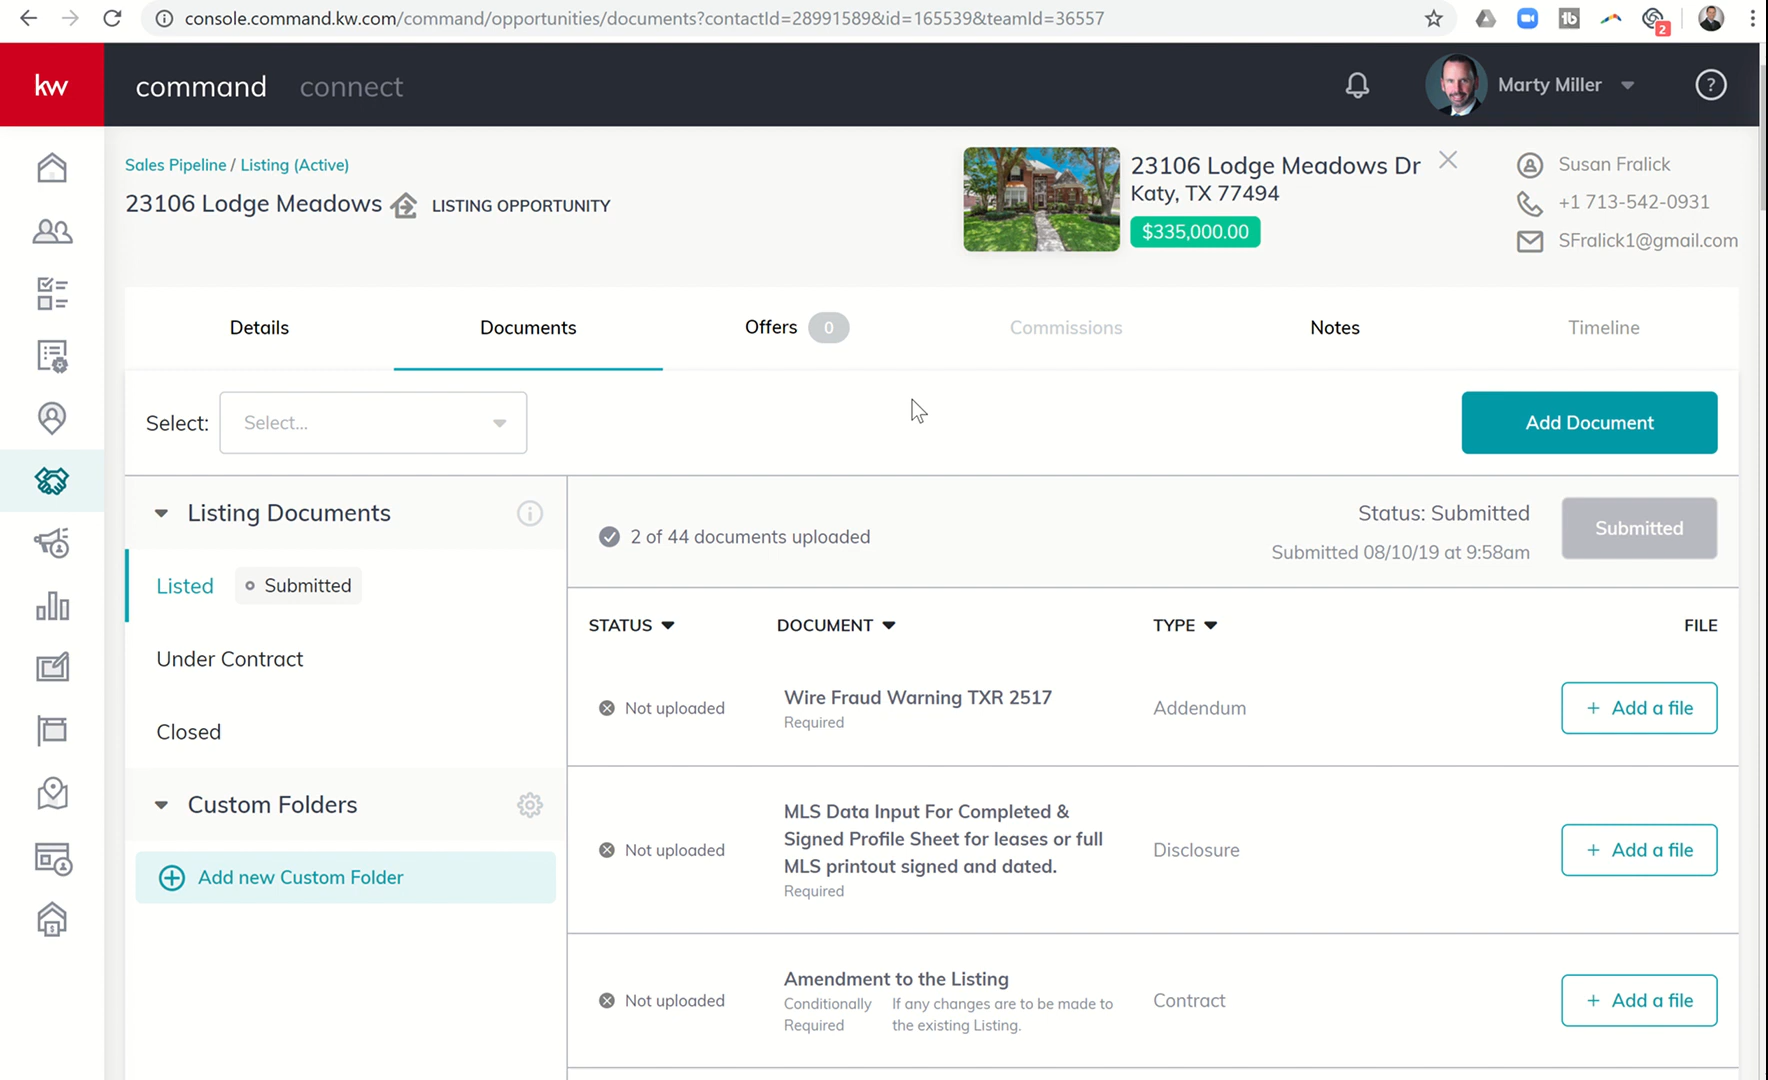 console.command.kw.com/command/opportunities/documents?contactId=28991589&id=165539&teamId=36557
1b
2
kw
command connect
Marty Miller
?
Sales Pipeline / Listing (Active)
23106 Lodge Meadows LISTING OPPORTUNITY
23106 Lodge Meadows Dr
Katy, TX 77494
$335,000.00
Susan Fralick
+1 713-542-0931
SFralick1@gmail.com
Details Documents Offers 0 Commissions Notes Timeline
Select: Select... Add Document
Listing Documents
Listed Submitted
Under Contract
Closed
Custom Folders
Add new Custom Folder
2 of 44 documents uploaded
Status: Submitted
Submitted 08/10/19 at 9:58am
Submitted
STATUS DOCUMENT TYPE FILE
Not uploaded
Wire Fraud Warning TXR 2517
Required
Addendum
+ Add a file
Not uploaded
MLS Data Input For Completed &
Signed Profile Sheet for leases or full
MLS printout signed and dated.
Required
Disclosure
+ Add a file
Not uploaded
Amendment to the Listing
Conditionally
Required
If any changes are to be made to
the existing Listing.
Contract
+ Add a file